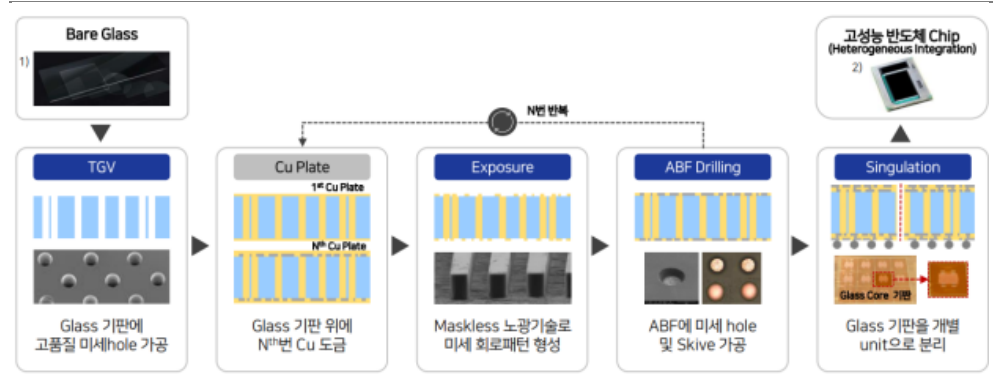 Bare Glass
1)
고성능 반도체 Chip
(Heterogeneous Integration)
2)
N번 반복
TGV
Glass 기판에
고품질 미세hole 가공
Cu Plate
1st Cu Plate
Nth Cu Plate
Glass 기판 위에
Nth번 Cu 도금
Exposure
Maskless 노광기술로
미세 회로패턴 형성
ABF Drilling
ABF에 미세 hole
및 Skive 가공
Singulation
Glass Core 기판
Glass 기판을 개별
unit으로 분리